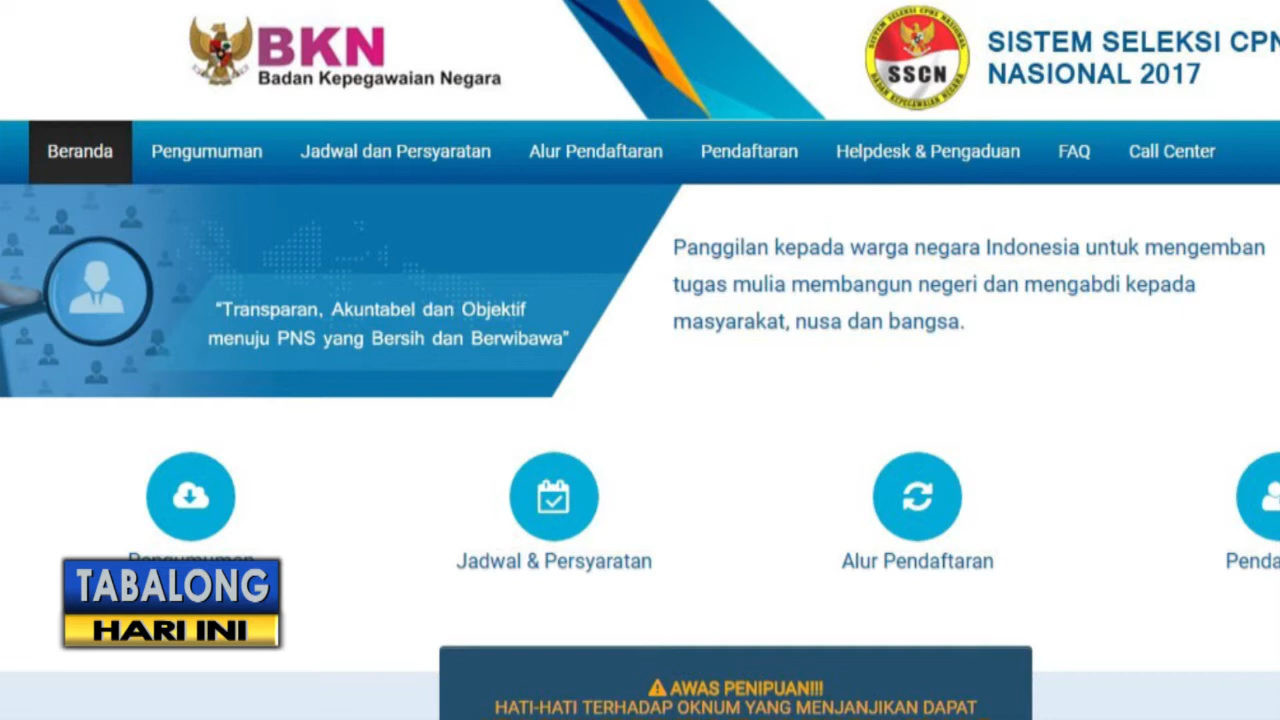 BKN
Badan Kepegawaian Negara
SSCN
SISTEM SELEKSI CPN
NASIONAL 2017
Beranda Pengumuman Jadwal dan Persyaratan Alur Pendaftaran Pendaftaran Helpdesk & Pengaduan FAQ Call Center
“Transparan, Akuntabel dan Objektif
menuju PNS yang Bersih dan Berwibawa”
Panggilan kepada warga negara Indonesia untuk mengemban
tugas mulia membangun negeri dan mengabdi kepada
masyarakat, nusa dan bangsa.
Pengumuman
Jadwal & Persyaratan
Alur Pendaftaran
Penda
TABALONG
HARI INI
AWAS PENIPUAN!!!
HATI-HATI TERHADAP OKNUM YANG MENJANJIKAN DAPAT